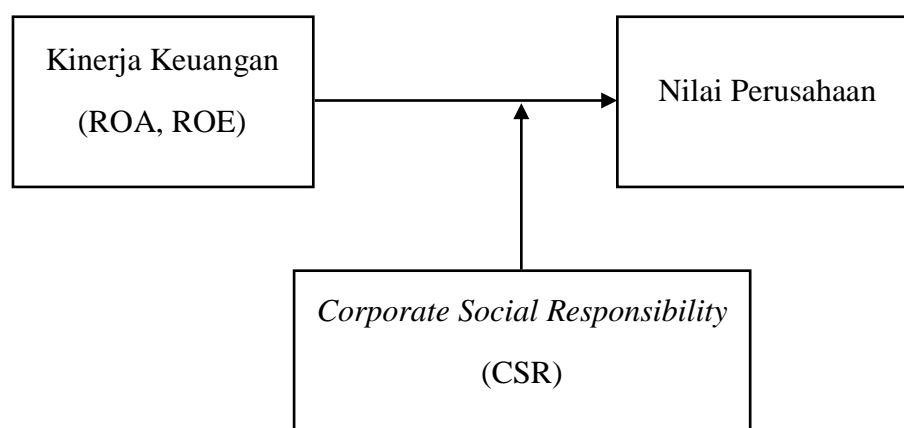 Kinerja Keuangan
(ROA, ROE)
Nilai Perusahaan
Corporate Social Responsibility
(CSR)